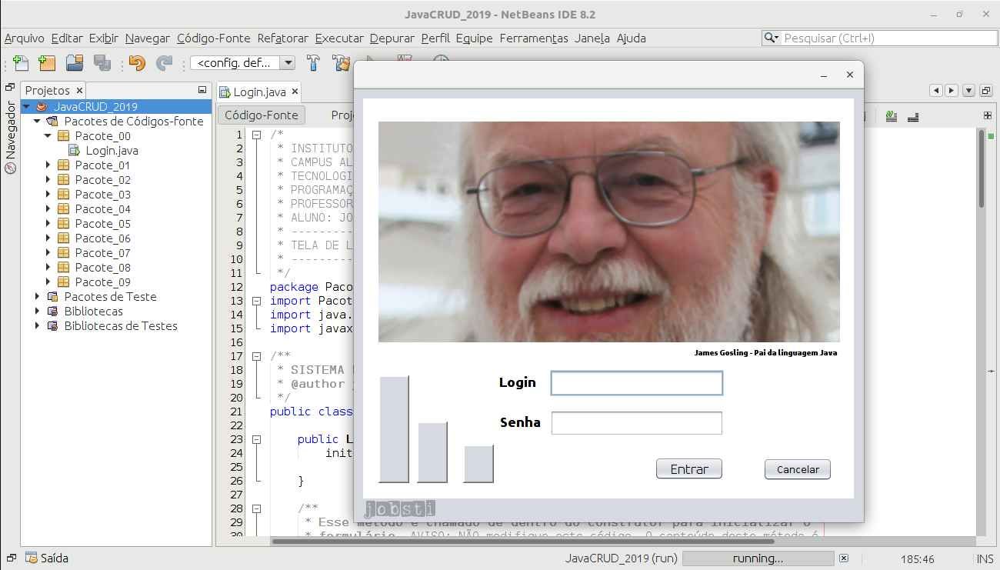 JavaCRUD_2019 - NetBeans IDE 8.2
Arquivo Editar Exibir Navegar Código-Fonte Refatorar Executar Depurar Perfil Equipe Ferramentas Janela Ajuda
Pesquisar (Ctrl+I)
<config. def...
Projetos
Login.java
Navegador
JavaCRUD_2019
Pacotes de Códigos-fonte
Pacote_00
Login.java
Pacote_01
Pacote_02
Pacote_03
Pacote_04
Pacote_05
Pacote_06
Pacote_07
Pacote_08
Pacote_09
Pacotes de Teste
Bibliotecas
Bibliotecas de Testes
Código-Fonte
1 /*
2 * INSTITUTO
3 * CAMPUS AL
4 * TECNOLOGI
5 * PROGRAMAÇ
6 * PROFESSOR
7 * ALUNO: JO
8 * ---------
9 * TELA DE L
10 * ---------
11 */
12 package Paco
13 import Pacot
14 import java.
15 import javax
16
17 /**
18 * SISTEMA
19 * @author
20 */
21 public class
22
23 public L
24 init
25
26 }
27
28 /**
29 * Esse método é chamado de dentro do construtor para inicializar o
30 * formulário. AVISO: NÃO modifique este código. O conteúdo deste método é
James Gosling - Pai da linguagem Java
Login
Senha
Entrar
Cancelar
jobsti
Saída
JavaCRUD_2019 (run)
running...
185:46
INS